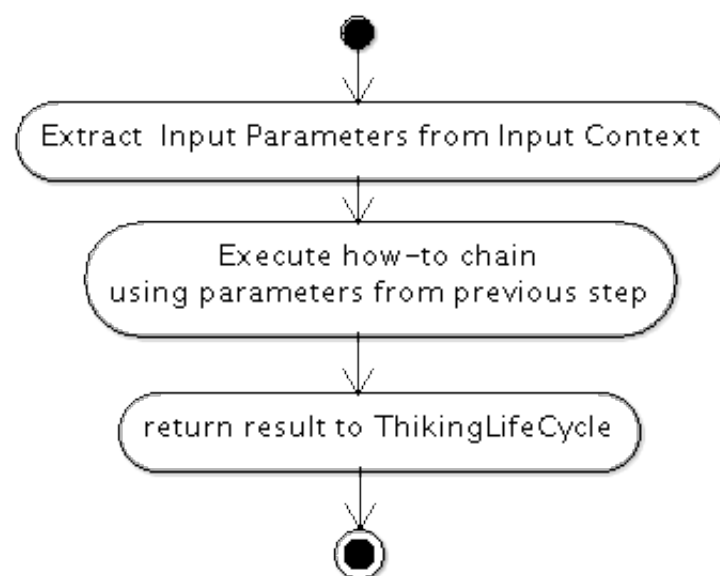 Extract Input Parameters from Input Context
Execute how-to chain
using parameters from previous step
return result to ThikingLifeCycle